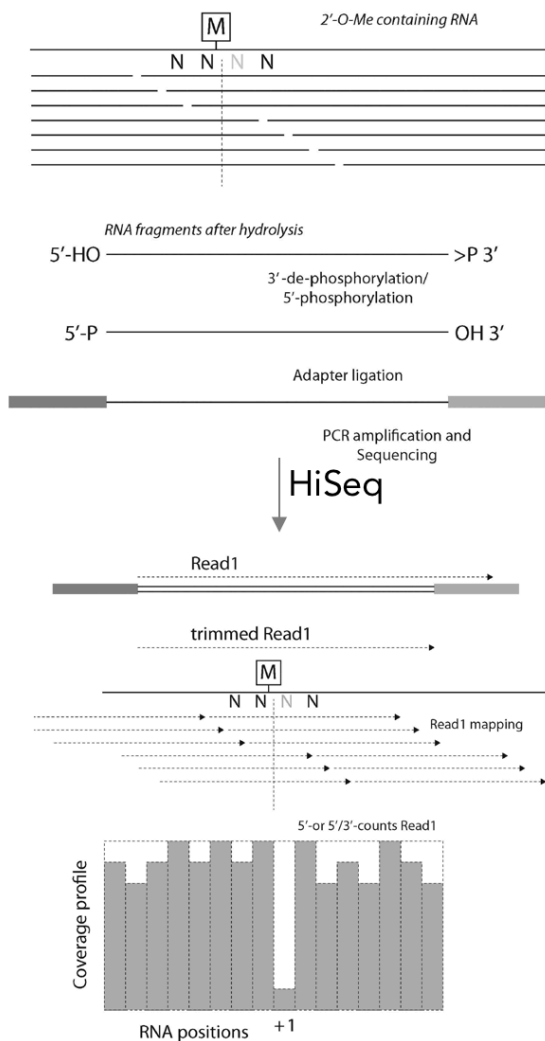 2'-O-Me containing RNA
M
N N N N
RNA fragments after hydrolysis
5'-HO >P 3'
3'-de-phosphorylation/
5'-phosphorylation
5'-P OH 3'
Adapter ligation
PCR amplification and
Sequencing
HiSeq
Read1
trimmed Read1
M
N N N N
Read1 mapping
5'-or 5'/3'-counts Read1
Coverage profile
RNA positions +1